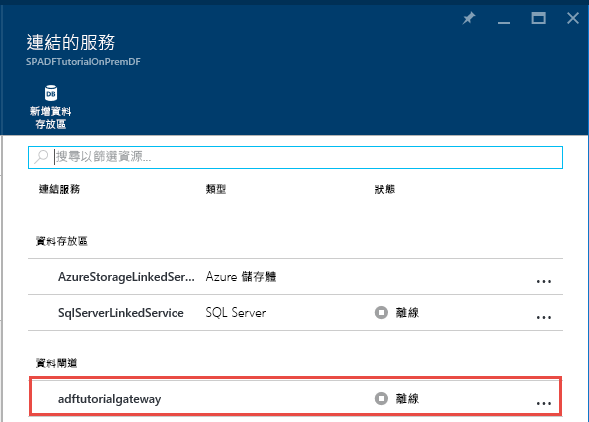 連結的服務
SPADFTutorialOnPremDF
DB
新增資料
存放區
搜尋以篩選資源...
連結服務 類型 狀態
資料存放區
AzureStorageLinkedSer... Azure 儲存體 ...
SqlServerLinkedService SQL Server 離線 ...
資料閘道
adftutorialgateway 離線 ...